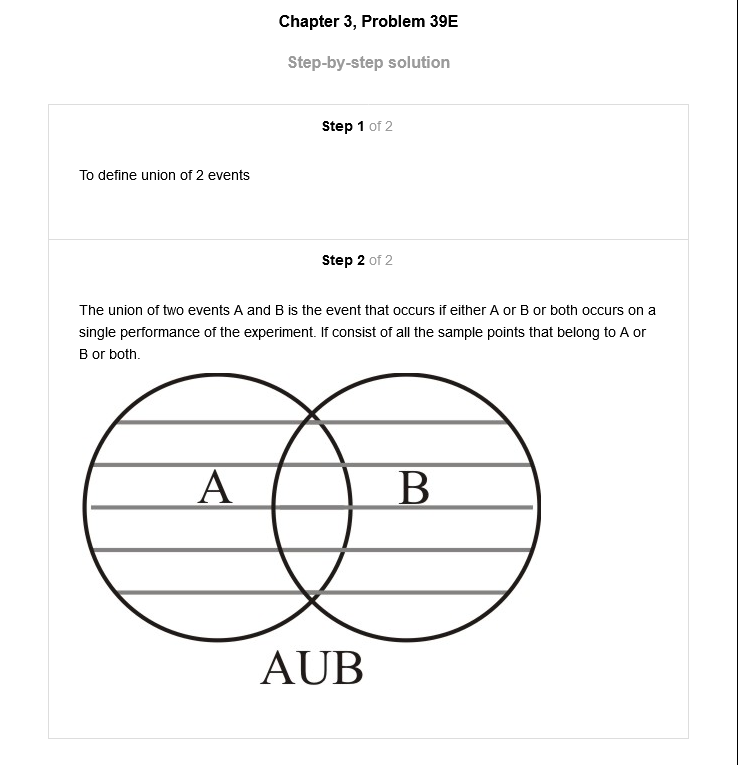 Chapter 3, Problem 39E
Step-by-step solution
Step 1 of 2
To define union of 2 events
Step 2 of 2
The union of two events A and B is the event that occurs if either A or B or both occurs on a
single performance of the experiment. If consist of all the sample points that belong to A or
B or both.
A B
AUB